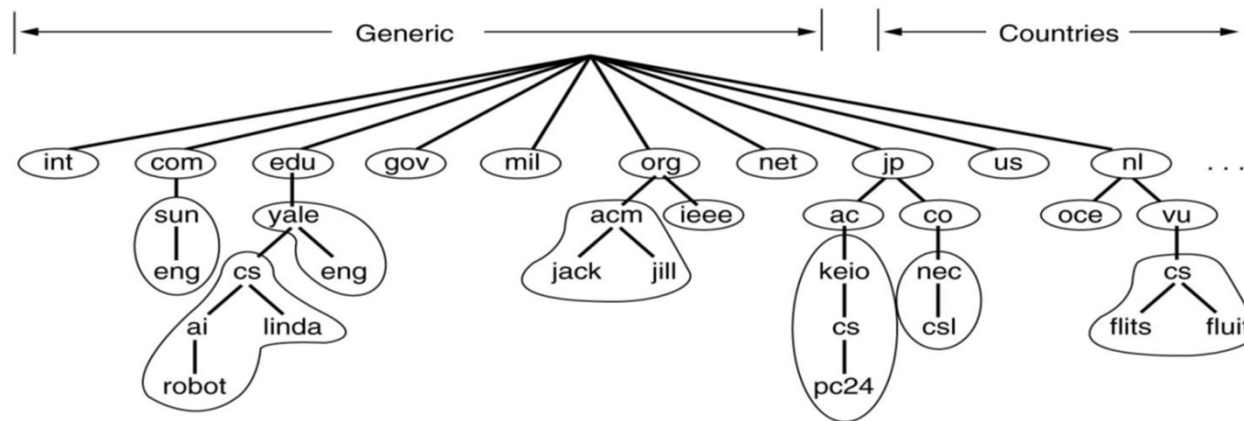 Generic Countries
int com edu gov mil org net jp us nl ...
sun yale acm ieee ac co oce vu
eng cs eng jack jill keio nec cs
ai linda cs csl flits fluit
robot pc24